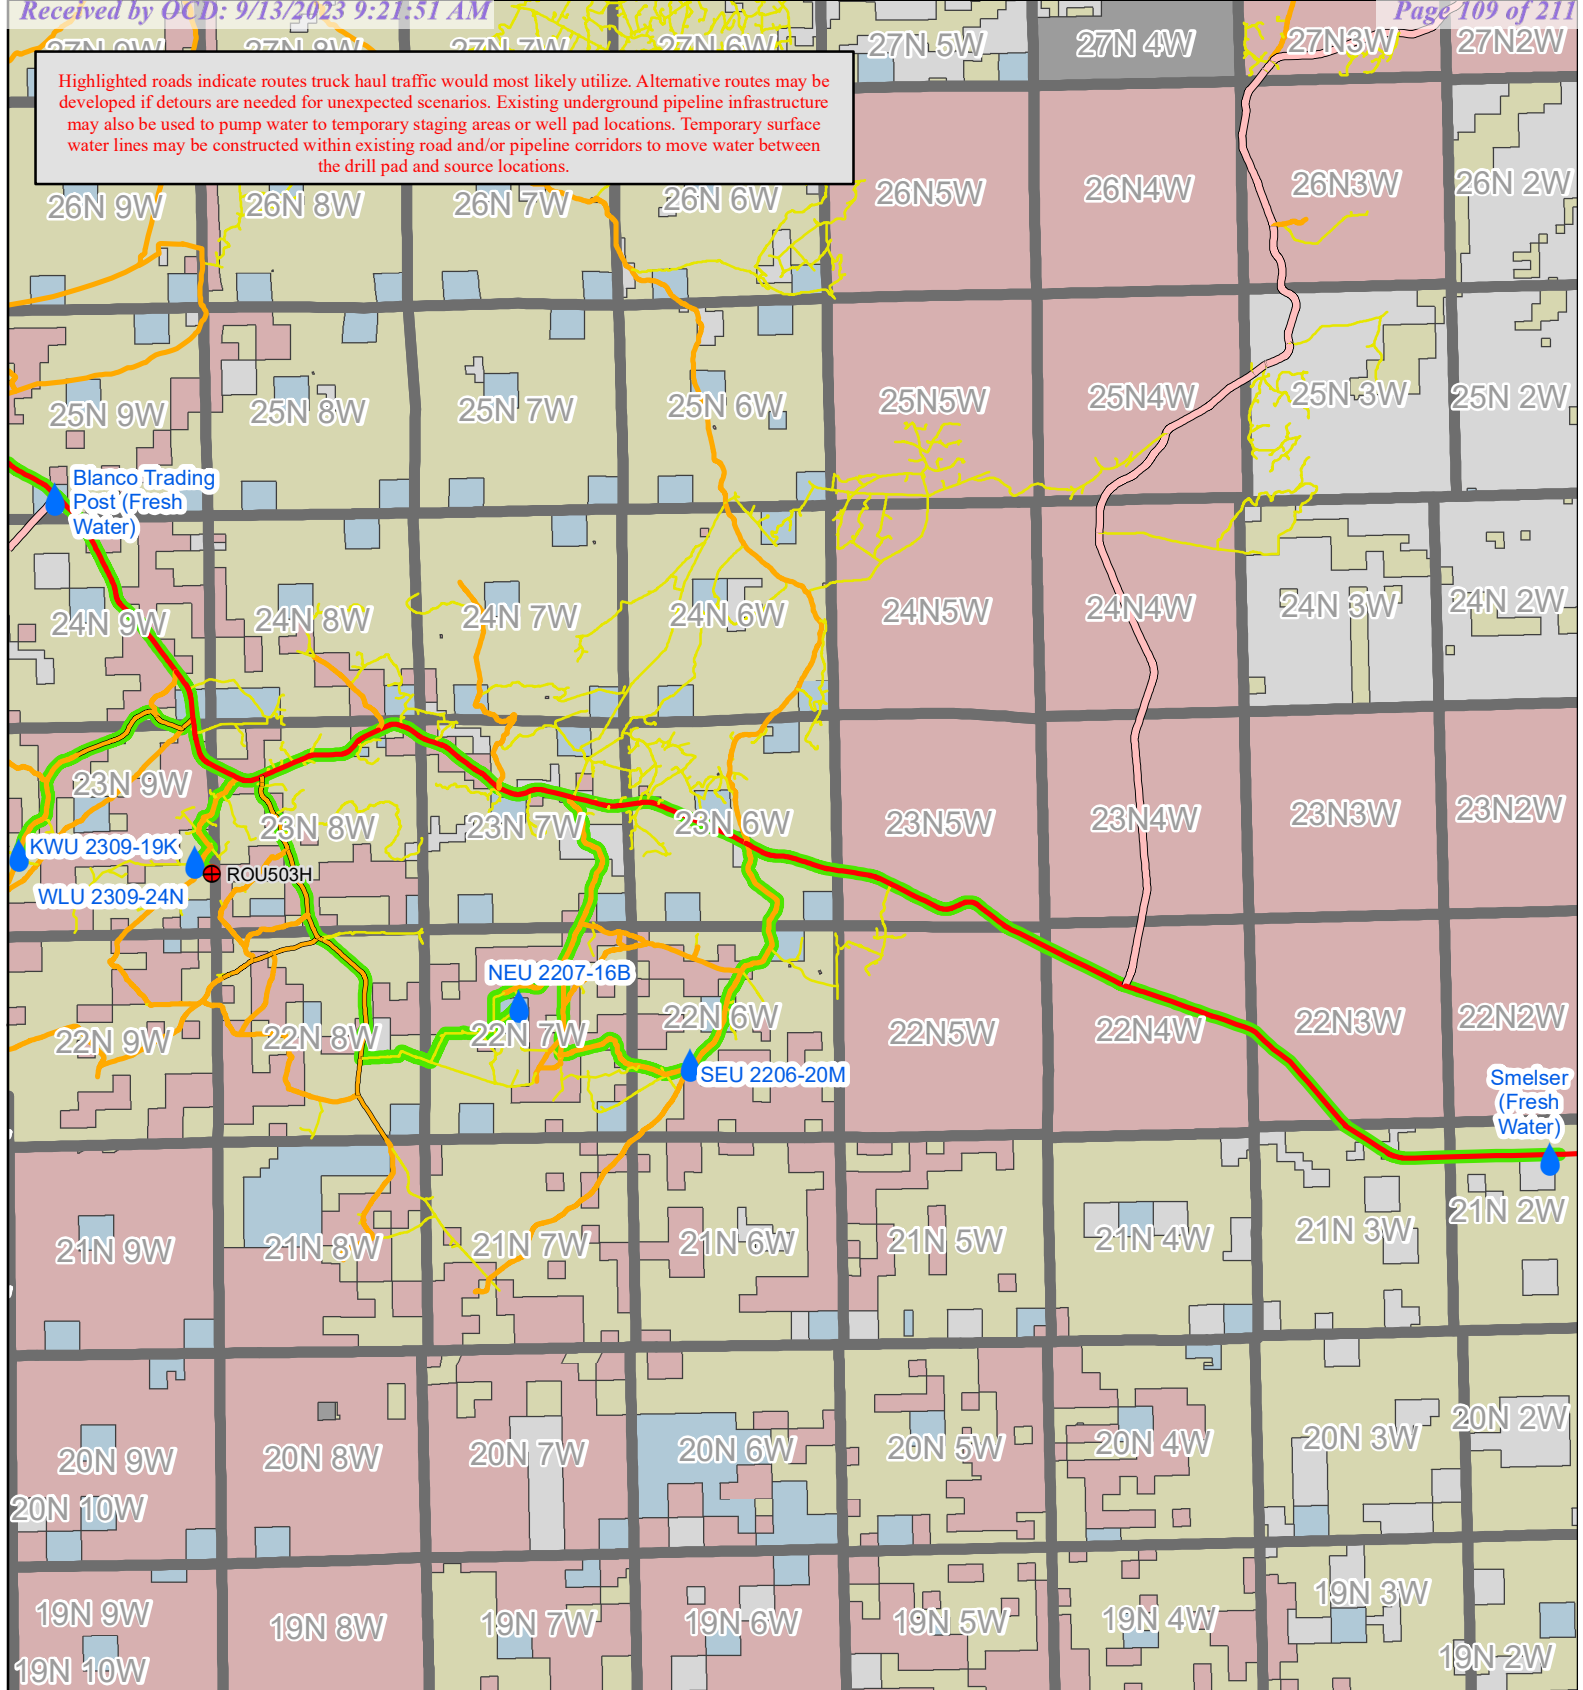 Received by OCD: 9/13/2023 9:21:51 AM
Page 109 of 211
27N 9W
27N 8W
27N 7W
27N 6W
27N 5W
27N 4W
27N3W
27N2W
Highlighted roads indicate routes truck haul traffic would most likely utilize. Alternative routes may be
developed if detours are needed for unexpected scenarios. Existing underground pipeline infrastructure
may also be used to pump water to temporary staging areas or well pad locations. Temporary surface
water lines may be constructed within existing road and/or pipeline corridors to move water between
the drill pad and source locations.
26N 9W
26N 8W
26N 7W
26N 6W
26N5W
26N4W
26N3W
26N 2W
25N 9W
25N 8W
25N 7W
25N 6W
25N5W
25N4W
25N 3W
25N 2W
Blanco Trading
Post (Fresh
Water)
24N 9W
24N 8W
24N 7W
24N 6W
24N5W
24N4W
24N 3W
24N 2W
23N 9W
23N 8W
23N 7W
23N 6W
23N5W
23N4W
23N3W
23N2W
KWU 2309-19K
ROU503H
WLU 2309-24N
NEU 2207-16B
22N 9W
22N 8W
22N 7W
22N 6W
22N5W
22N4W
22N3W
22N2W
SEU 2206-20M
Smelser
(Fresh
Water)
21N 9W
21N 8W
21N 7W
21N 6W
21N 5W
21N 4W
21N 3W
21N 2W
20N 9W
20N 8W
20N 7W
20N 6W
20N 5W
20N 4W
20N 3W
20N 2W
20N 10W
19N 9W
19N 8W
19N 7W
19N 6W
19N 5W
19N 4W
19N 3W
19N 2W
19N 10W